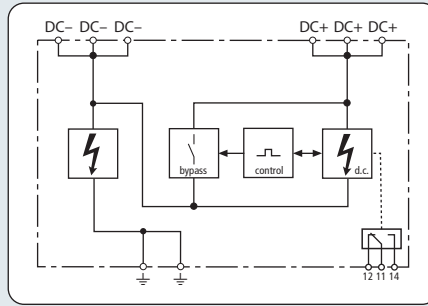 DC– DC– DC– DC+ DC+ DC+
bypass control d.c.
12 11 14